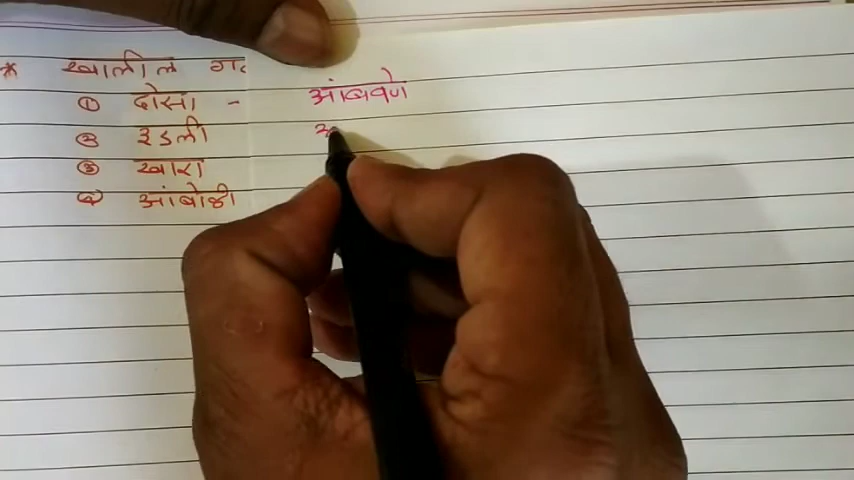 * खालील
① दोसा - आंबवणे
② इडली
③ खारा
④ आंबोळी